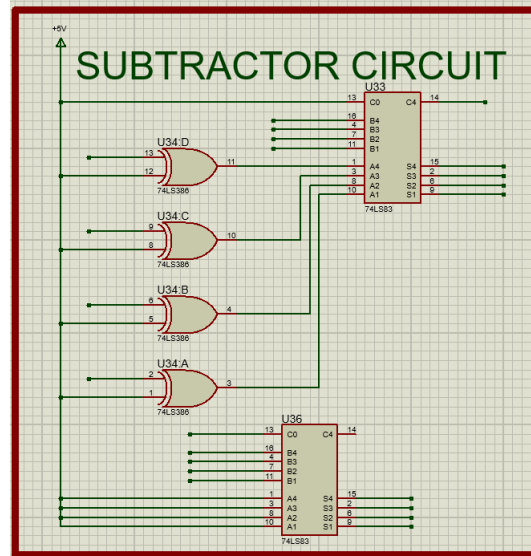 +5V
SUBTRACTOR CIRCUIT
U33
13 C0 C4 14
16 B4
4 B3
7 B2
11 B1
1 A4 S4 15
3 A3 S3 2
8 A2 S2 6
10 A1 S1 9
74LS83
U34:D
13
12
11
74LS386
U34:C
9
8
10
74LS386
U34:B
6
5
4
74LS386
U34:A
2
1
3
74LS386
U36
13 C0 C4 14
16 B4
4 B3
7 B2
11 B1
1 A4 S4 15
3 A3 S3 2
8 A2 S2 6
10 A1 S1 9
74LS83